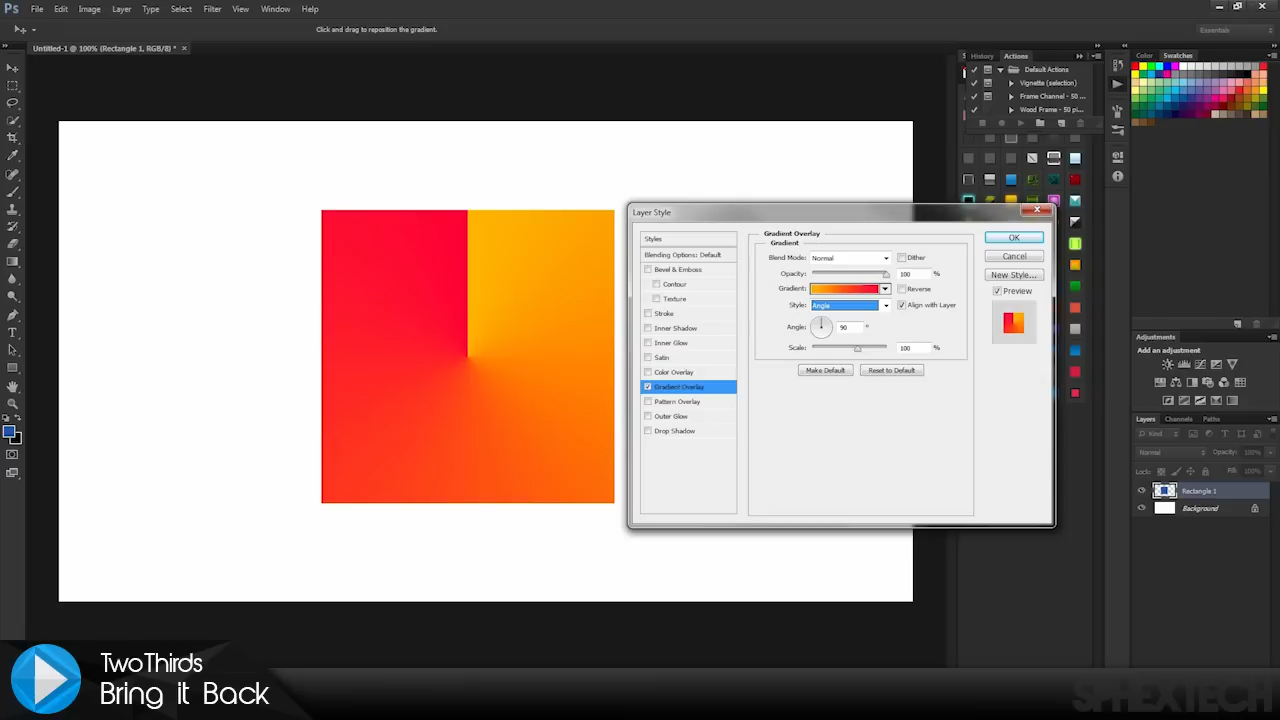 Ps File Edit Image Layer Type Select Filter View Window Help
Click and drag to reposition the gradient.
Essentials
Untitled-1 @ 100% (Rectangle 1, RGB/8) * ×
History Actions
Default Actions
Vignette (selection)
Frame Channel - 50 ...
Wood Frame - 50 pi...
Color Swatches
Layer Style
Styles
Blending Options: Default
Bevel & Emboss
Contour
Texture
Stroke
Inner Shadow
Inner Glow
Satin
Color Overlay
Gradient Overlay
Pattern Overlay
Outer Glow
Drop Shadow
Gradient Overlay
Gradient
Blend Mode: Normal Dither
Opacity: 100 %
Gradient: Reverse
Style: Angle Align with Layer
Angle: 90 °
Scale: 100 %
Make Default Reset to Default
OK
Cancel
New Style...
Preview
Adjustments
Add an adjustment
Layers Channels Paths
Kind
Normal Opacity: 100%
Lock: Fill: 100%
Rectangle 1
Background
TwoThirds
Bring it Back
SPHEXTECH